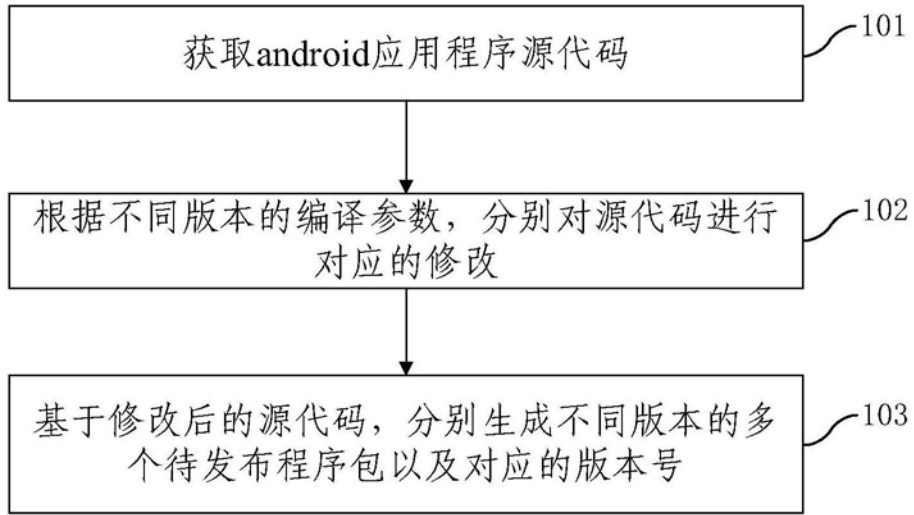 获取android应用程序源代码
101
根据不同版本的编译参数，分别对源代码进行
对应的修改
102
基于修改后的源代码，分别生成不同版本的多
个待发布程序包以及对应的版本号
103